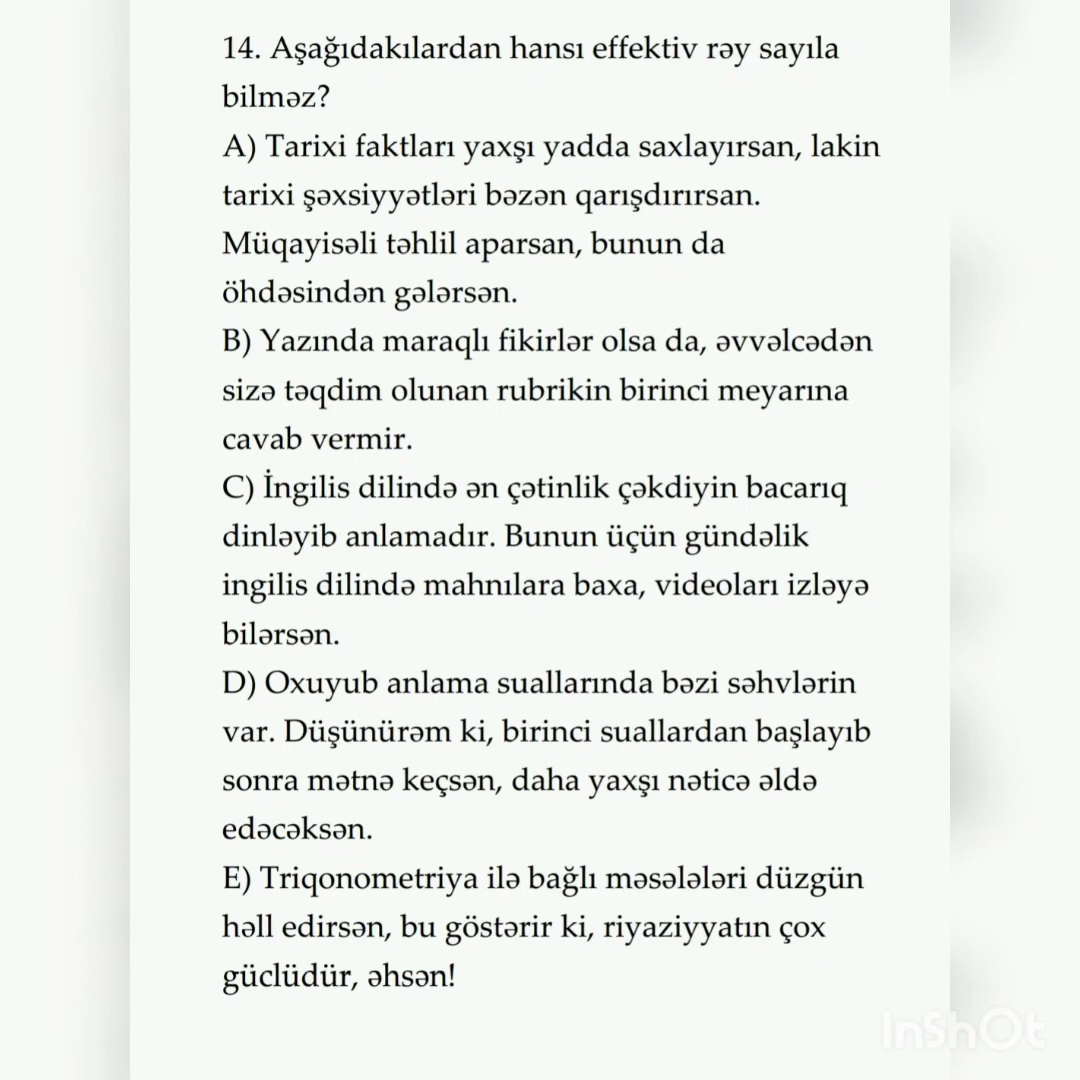 14. Aşağıdakılardan hansı effektiv rəy sayıla
bilməz?
A) Tarixi faktları yaxşı yadda saxlayırsan, lakin
tarixi şəxsiyyətləri bəzən qarışdırırsan.
Müqayisəli təhlil aparsan, bunun da
öhdəsindən gələrsən.
B) Yazında maraqlı fikirlər olsa da, əvvəlcədən
sizə təqdim olunan rubrikin birinci meyarına
cavab vermir.
C) İngilis dilində ən çətinlik çəkdiyin bacarıq
dinləyib anlamadır. Bunun üçün gündəlik
ingilis dilində mahnılara baxa, videoları izləyə
bilərsən.
D) Oxuyub anlama suallarında bəzi səhvlərin
var. Düşünürəm ki, birinci suallardan başlayıb
sonra mətnə keçsən, daha yaxşı nəticə əldə
edəcəksən.
E) Triqonometriya ilə bağlı məsələləri düzgün
həll edirsən, bu göstərir ki, riyaziyyatın çox
güclüdür, əhsən!
InShOt